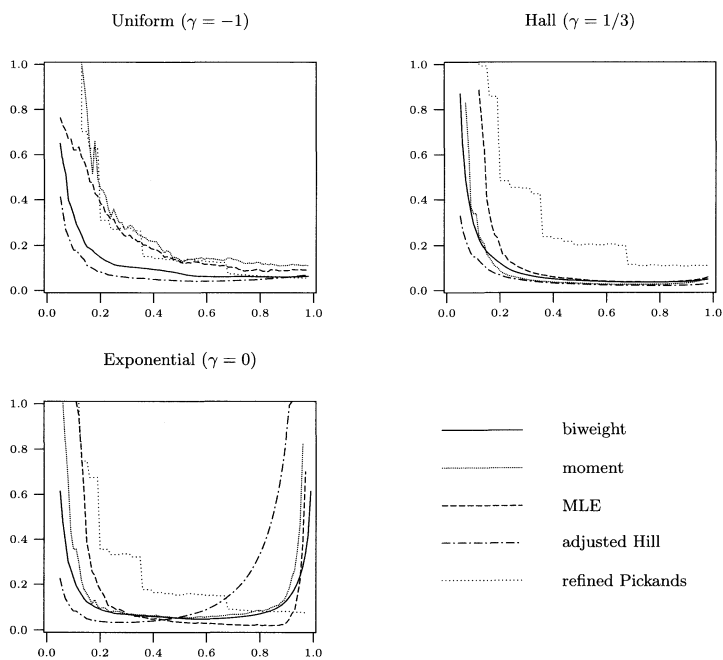 Uniform (γ = −1)
1.0
0.8
0.6
0.4
0.2
0.0
0.0 0.2 0.4 0.6 0.8 1.0
Hall (γ = 1/3)
1.0
0.8
0.6
0.4
0.2
0.0
0.0 0.2 0.4 0.6 0.8 1.0
Exponential (γ = 0)
1.0
0.8
0.6
0.4
0.2
0.0
0.0 0.2 0.4 0.6 0.8 1.0
biweight
moment
MLE
adjusted Hill
refined Pickands